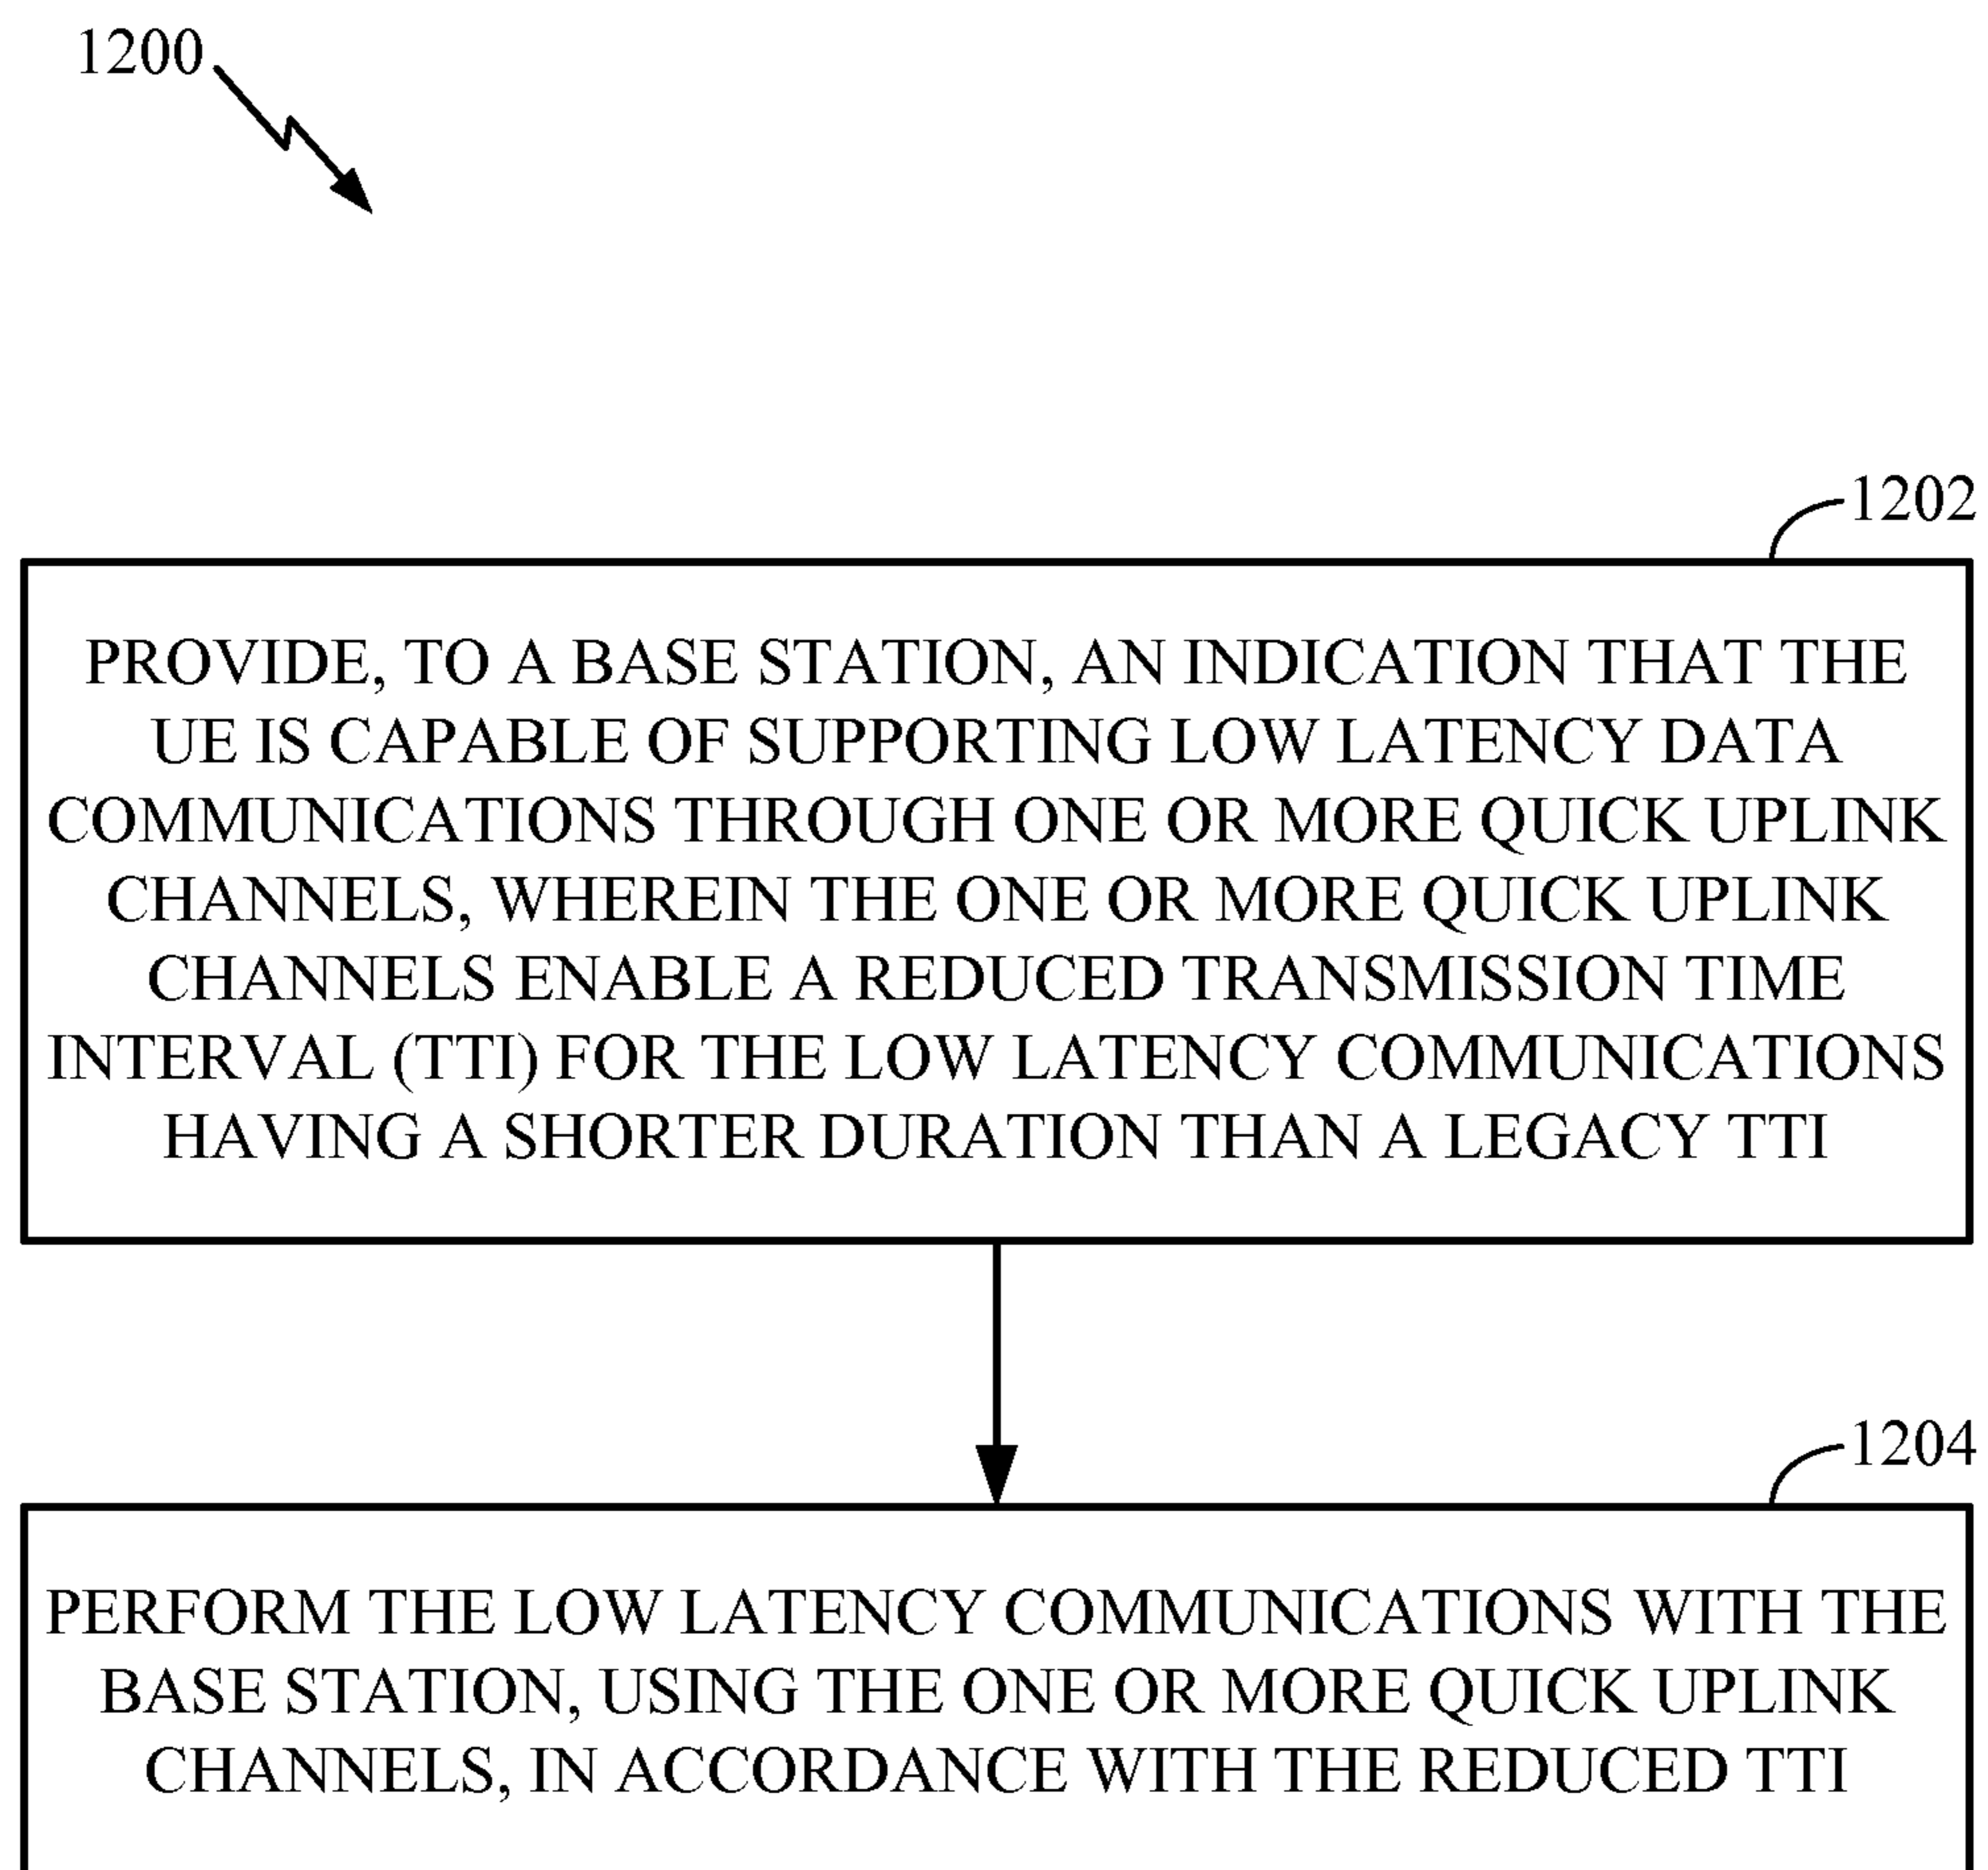 1200
1202
PROVIDE, TO A BASE STATION, AN INDICATION THAT THE
UE IS CAPABLE OF SUPPORTING LOW LATENCY DATA
COMMUNICATIONS THROUGH ONE OR MORE QUICK UPLINK
CHANNELS, WHEREIN THE ONE OR MORE QUICK UPLINK
CHANNELS ENABLE A REDUCED TRANSMISSION TIME
INTERVAL (TTI) FOR THE LOW LATENCY COMMUNICATIONS
HAVING A SHORTER DURATION THAN A LEGACY TTI
1204
PERFORM THE LOW LATENCY COMMUNICATIONS WITH THE
BASE STATION, USING THE ONE OR MORE QUICK UPLINK
CHANNELS, IN ACCORDANCE WITH THE REDUCED TTI